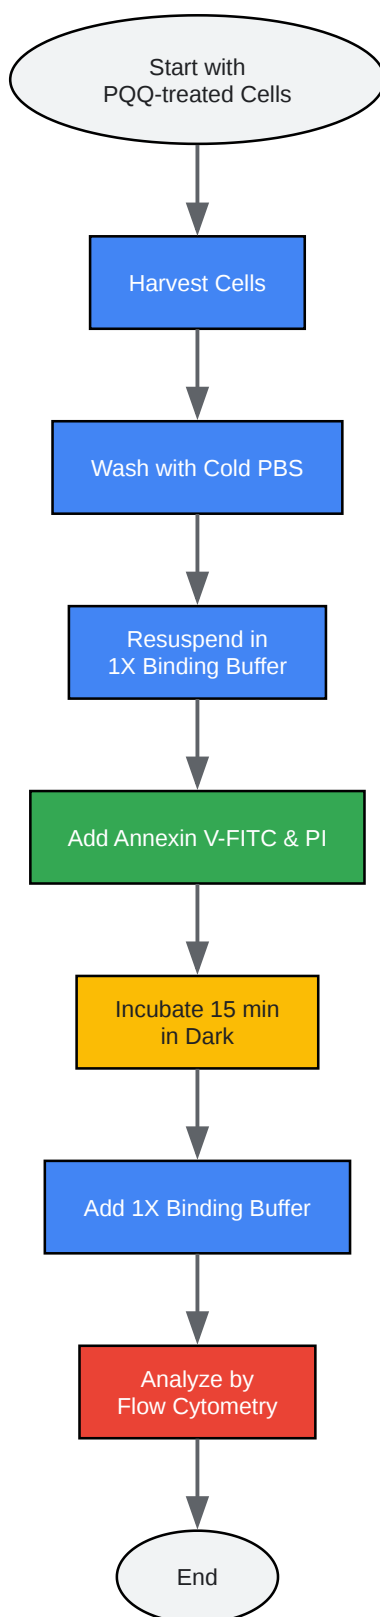 Start with
PQQ-treated Cells
Harvest Cells
Wash with Cold PBS
Resuspend in
1X Binding Buffer
Add Annexin V-FITC & PI
Incubate 15 min
in Dark
Add 1X Binding Buffer
Analyze by
Flow Cytometry
End